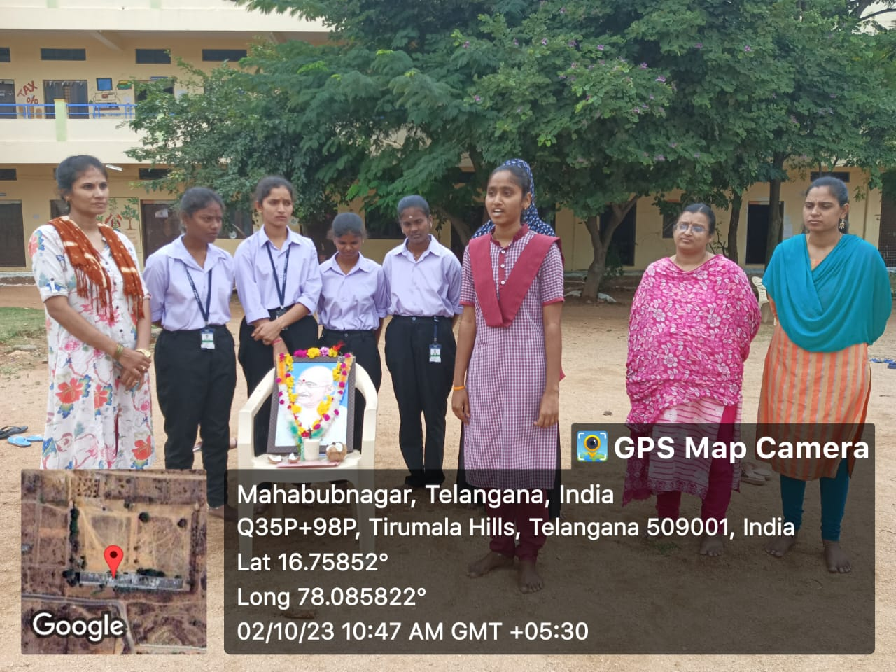 TAX
%
GPS Map Camera
Mahabubnagar, Telangana, India
Q35P+98P, Tirumala Hills, Telangana 509001, India
Lat 16.75852°
Long 78.085822°
02/10/23 10:47 AM GMT +05:30
Google